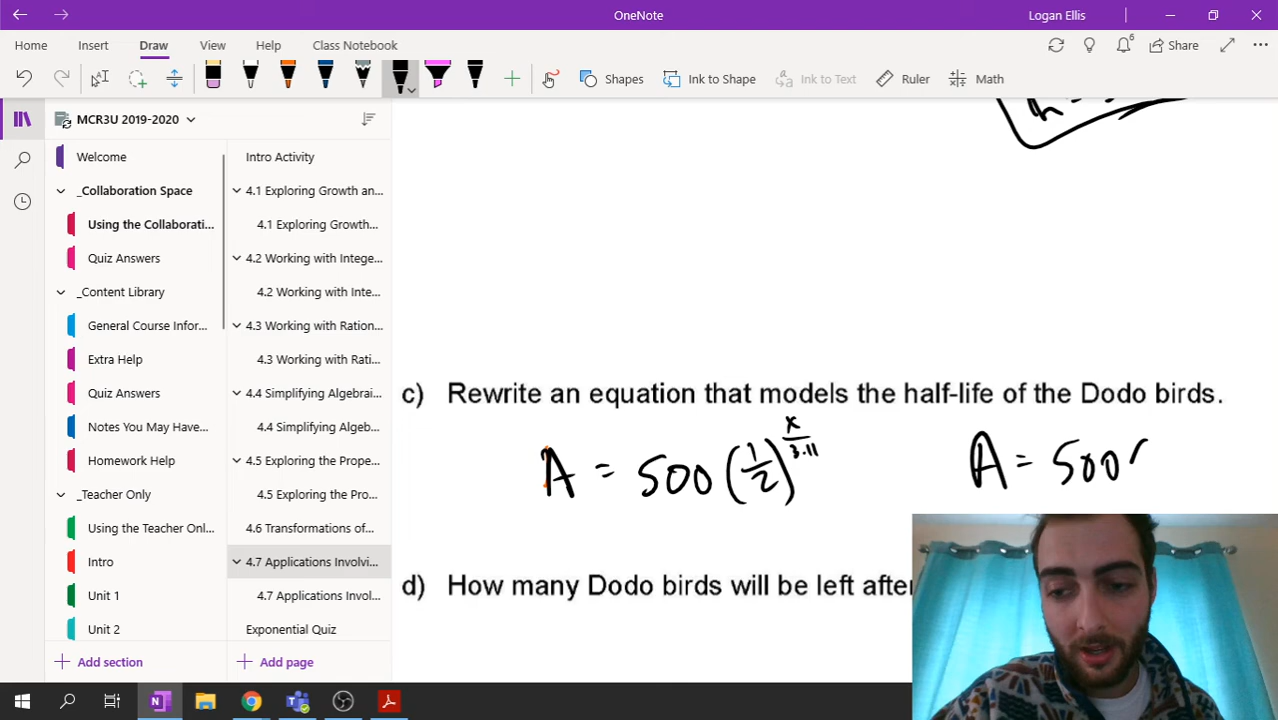 OneNote
Logan Ellis
Home Insert Draw View Help Class Notebook
6 Share
Shapes Ink to Shape Ink to Text Ruler Math
MCR3U 2019-2020
Welcome
_Collaboration Space
Using the Collaborati...
Quiz Answers
_Content Library
General Course Infor...
Extra Help
Quiz Answers
Notes You May Have...
Homework Help
_Teacher Only
Using the Teacher Onl...
Intro
Unit 1
Unit 2
Add section
Intro Activity
4.1 Exploring Growth an...
4.1 Exploring Growth...
4.2 Working with Intege...
4.2 Working with Inte...
4.3 Working with Ration...
4.3 Working with Rati...
4.4 Simplifying Algebrai...
4.4 Simplifying Algeb...
4.5 Exploring the Prope...
4.5 Exploring the Pro...
4.6 Transformations of...
4.7 Applications Involvi...
4.7 Applications Invol...
Exponential Quiz
Add page
c) Rewrite an equation that models the half-life of the Dodo birds.
A = 500 (1/2)^x/3.11
A = 500(
d) How many Dodo birds will be left after